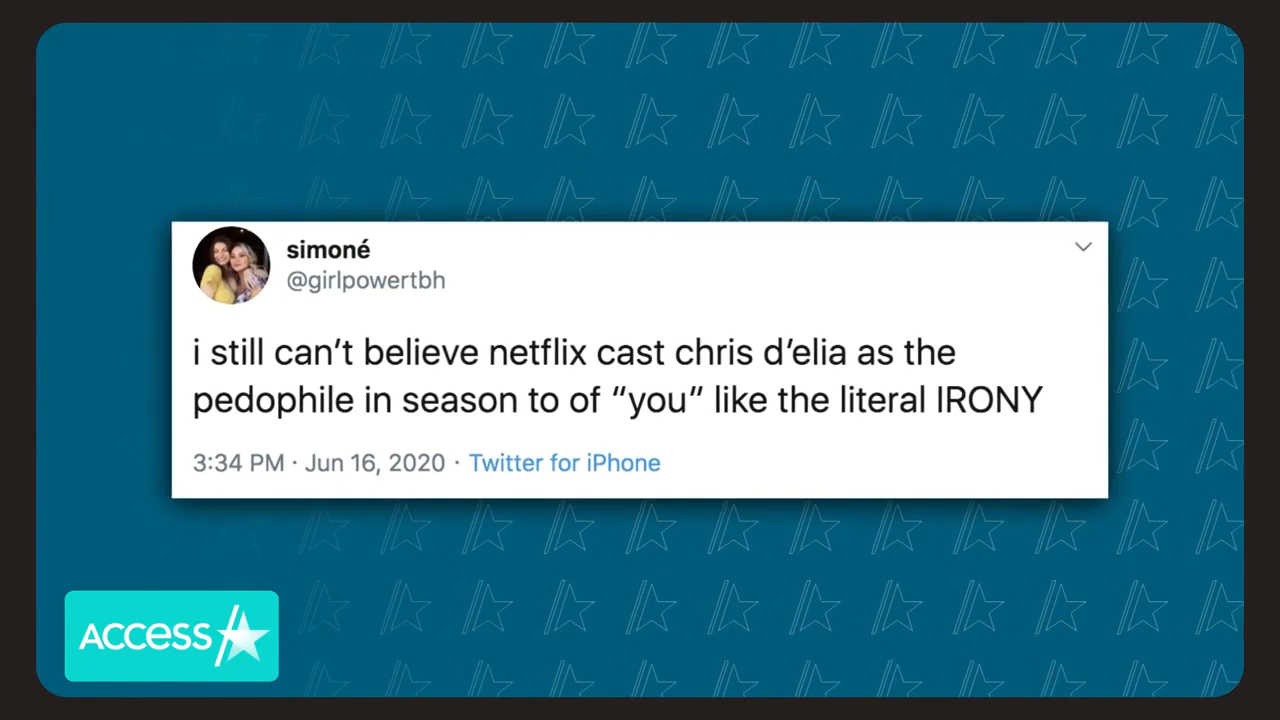 simoné
@girlpowertbh
i still can’t believe netflix cast chris d’elia as the
pedophile in season to of “you” like the literal IRONY
3:34 PM · Jun 16, 2020 · Twitter for iPhone
ACCESS